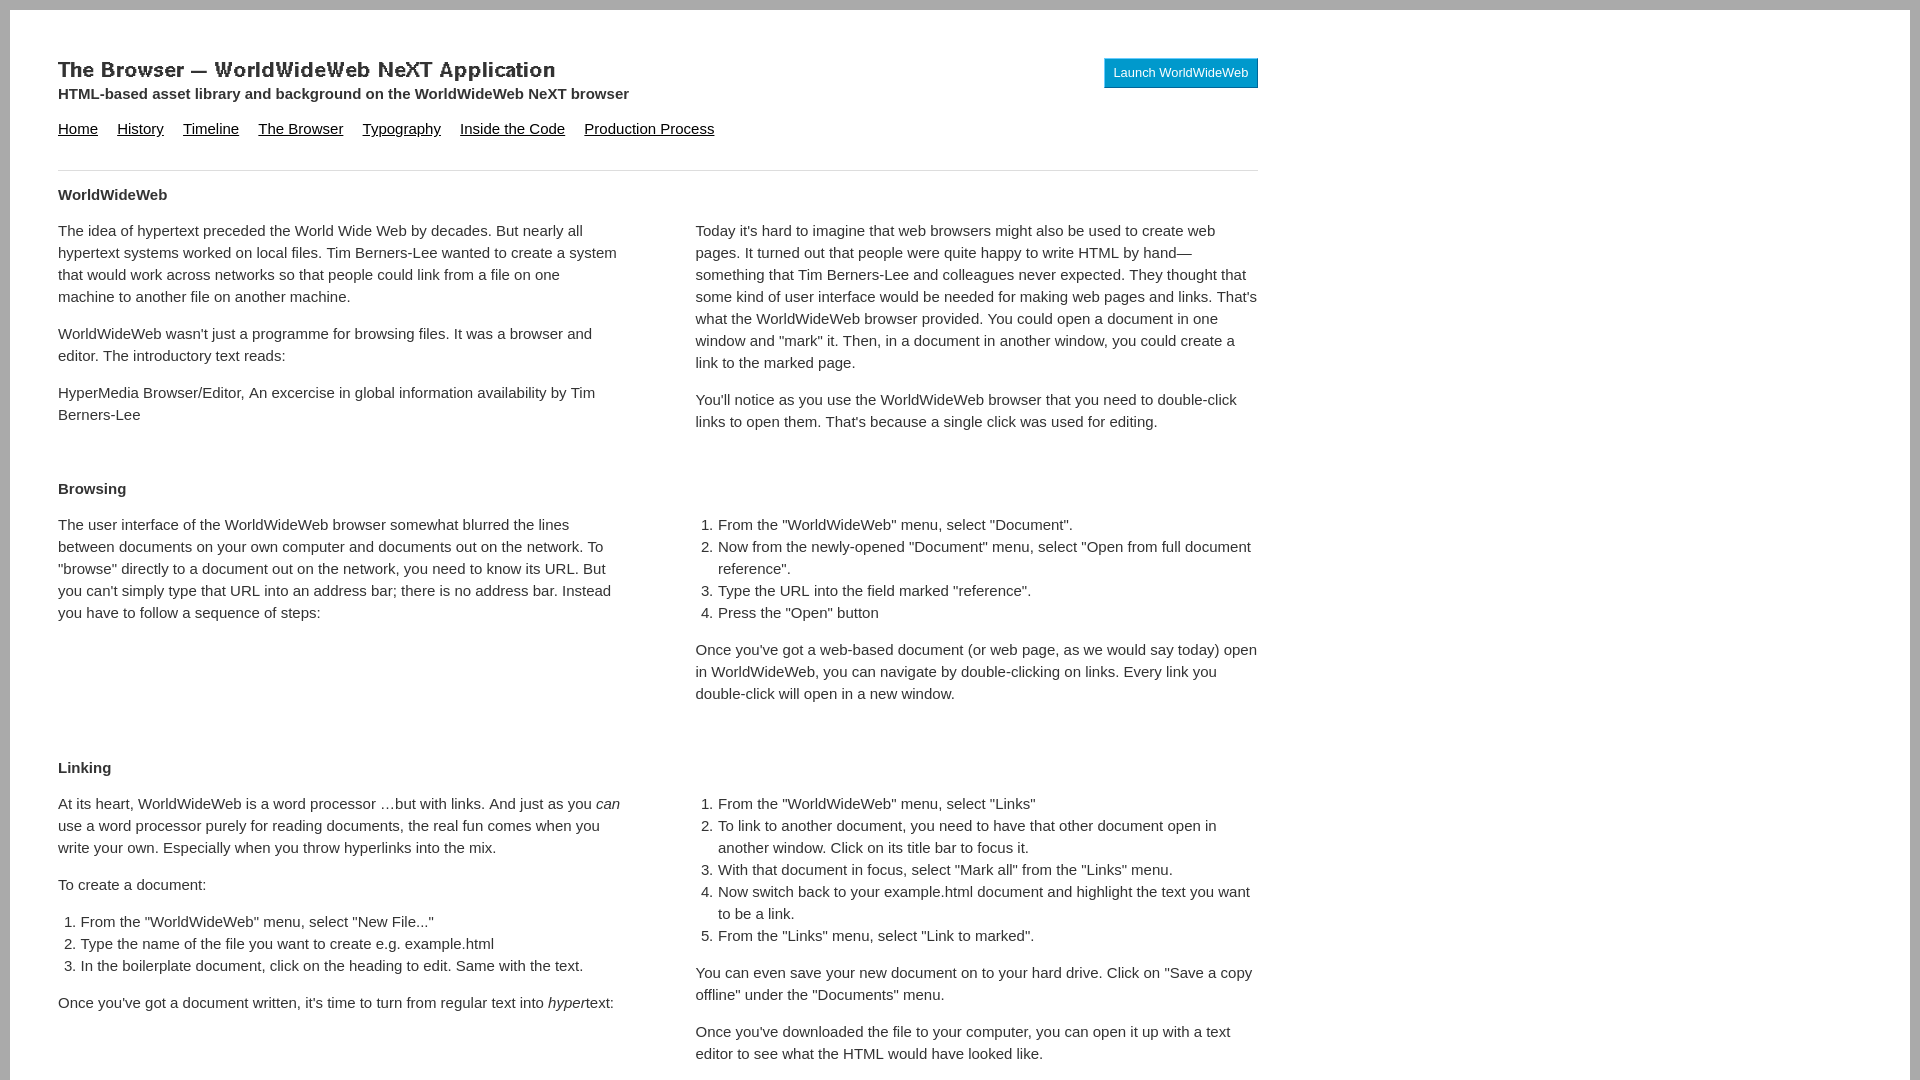 The Browser — WorldWideWeb NeXT Application
Launch WorldWideWeb
HTML-based asset library and background on the WorldWideWeb NeXT browser
Home History Timeline The Browser Typography Inside the Code Production Process
WorldWideWeb
The idea of hypertext preceded the World Wide Web by decades. But nearly all
hypertext systems worked on local files. Tim Berners-Lee wanted to create a system
that would work across networks so that people could link from a file on one
machine to another file on another machine.
WorldWideWeb wasn't just a programme for browsing files. It was a browser and
editor. The introductory text reads:
HyperMedia Browser/Editor, An excercise in global information availability by Tim
Berners-Lee
Today it's hard to imagine that web browsers might also be used to create web
pages. It turned out that people were quite happy to write HTML by hand—
something that Tim Berners-Lee and colleagues never expected. They thought that
some kind of user interface would be needed for making web pages and links. That's
what the WorldWideWeb browser provided. You could open a document in one
window and "mark" it. Then, in a document in another window, you could create a
link to the marked page.
You'll notice as you use the WorldWideWeb browser that you need to double-click
links to open them. That's because a single click was used for editing.
Browsing
The user interface of the WorldWideWeb browser somewhat blurred the lines
between documents on your own computer and documents out on the network. To
"browse" directly to a document out on the network, you need to know its URL. But
you can't simply type that URL into an address bar; there is no address bar. Instead
you have to follow a sequence of steps:
1. From the "WorldWideWeb" menu, select "Document".
2. Now from the newly-opened "Document" menu, select "Open from full document
reference".
3. Type the URL into the field marked "reference".
4. Press the "Open" button
Once you've got a web-based document (or web page, as we would say today) open
in WorldWideWeb, you can navigate by double-clicking on links. Every link you
double-click will open in a new window.
Linking
At its heart, WorldWideWeb is a word processor …but with links. And just as you can
use a word processor purely for reading documents, the real fun comes when you
write your own. Especially when you throw hyperlinks into the mix.
To create a document:
1. From the "WorldWideWeb" menu, select "New File..."
2. Type the name of the file you want to create e.g. example.html
3. In the boilerplate document, click on the heading to edit. Same with the text.
Once you've got a document written, it's time to turn from regular text into hypertext:
1. From the "WorldWideWeb" menu, select "Links"
2. To link to another document, you need to have that other document open in
another window. Click on its title bar to focus it.
3. With that document in focus, select "Mark all" from the "Links" menu.
4. Now switch back to your example.html document and highlight the text you want
to be a link.
5. From the "Links" menu, select "Link to marked".
You can even save your new document on to your hard drive. Click on "Save a copy
offline" under the "Documents" menu.
Once you've downloaded the file to your computer, you can open it up with a text
editor to see what the HTML would have looked like.